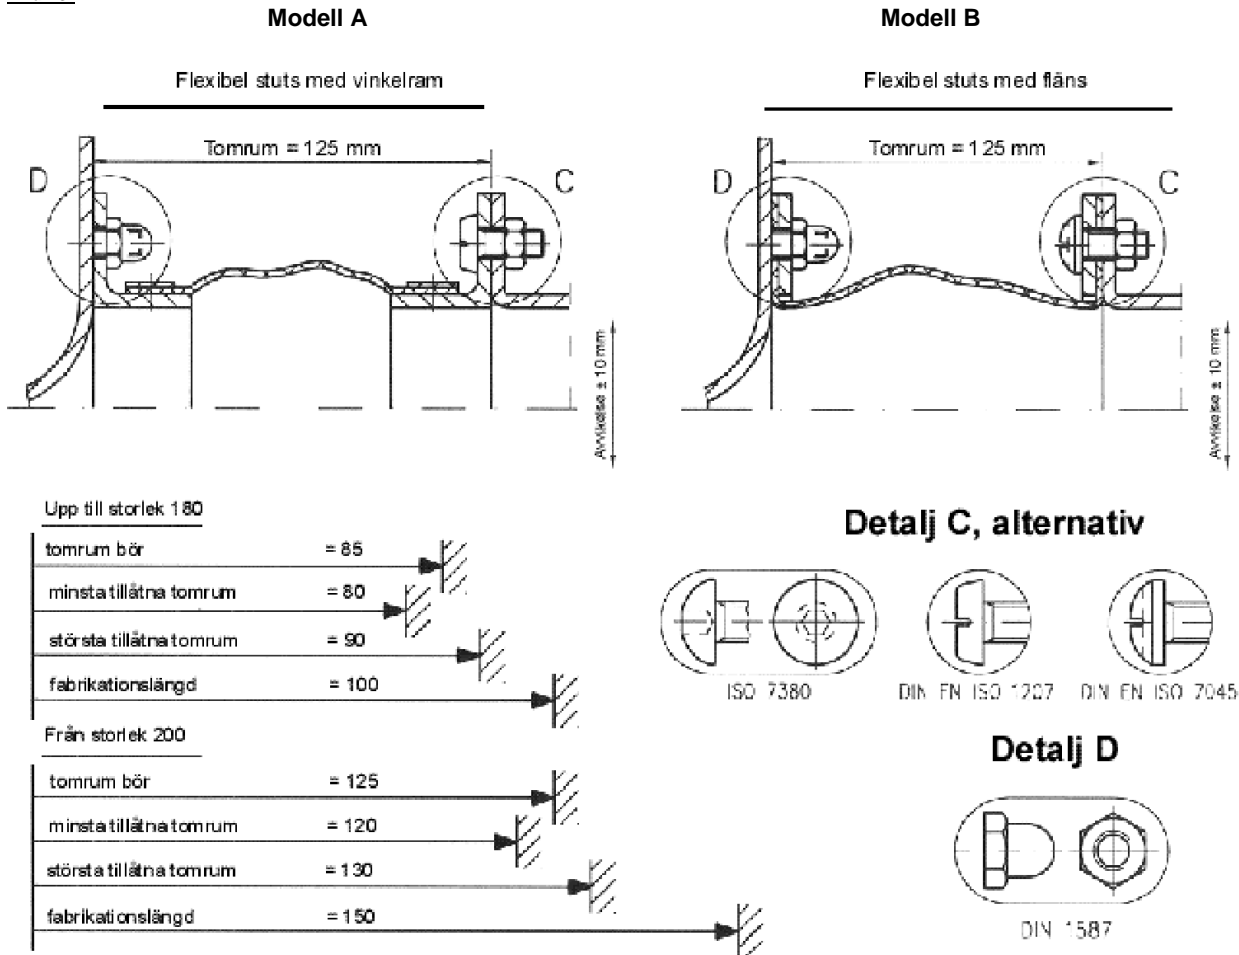 Modell A
Modell B
Flexibel stuts med vinkelram
Flexibel stuts med fläns
Tomrum = 125 mm
Tomrum = 125 mm
D
C
D
C
Avvikelse ± 10 mm
Avvikelse ± 10 mm
Upp till storlek 180
tomrum bör = 85
minsta tillåtna tomrum = 80
största tillåtna tomrum = 90
fabrikationslängd = 100
Från storlek 200
tomrum bör = 125
minsta tillåtna tomrum = 120
största tillåtna tomrum = 130
fabrikationslängd = 150
Detalj C, alternativ
ISO 7380
DIN EN ISO 1207
DIN EN ISO 7045
Detalj D
DIN 1587